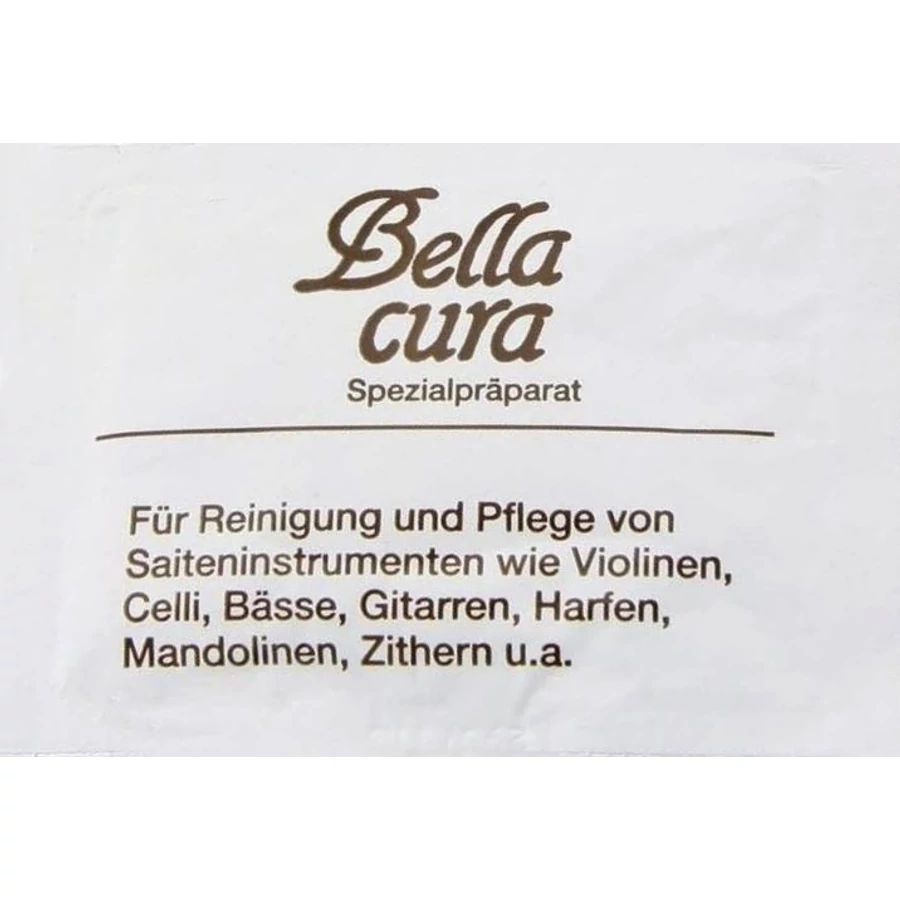 Bella
cura
Spezialpräparat
Für Reinigung und Pflege von
Saiteninstrumenten wie Violinen,
Celli, Bässe, Gitarren, Harfen,
Mandolinen, Zithern u.a.